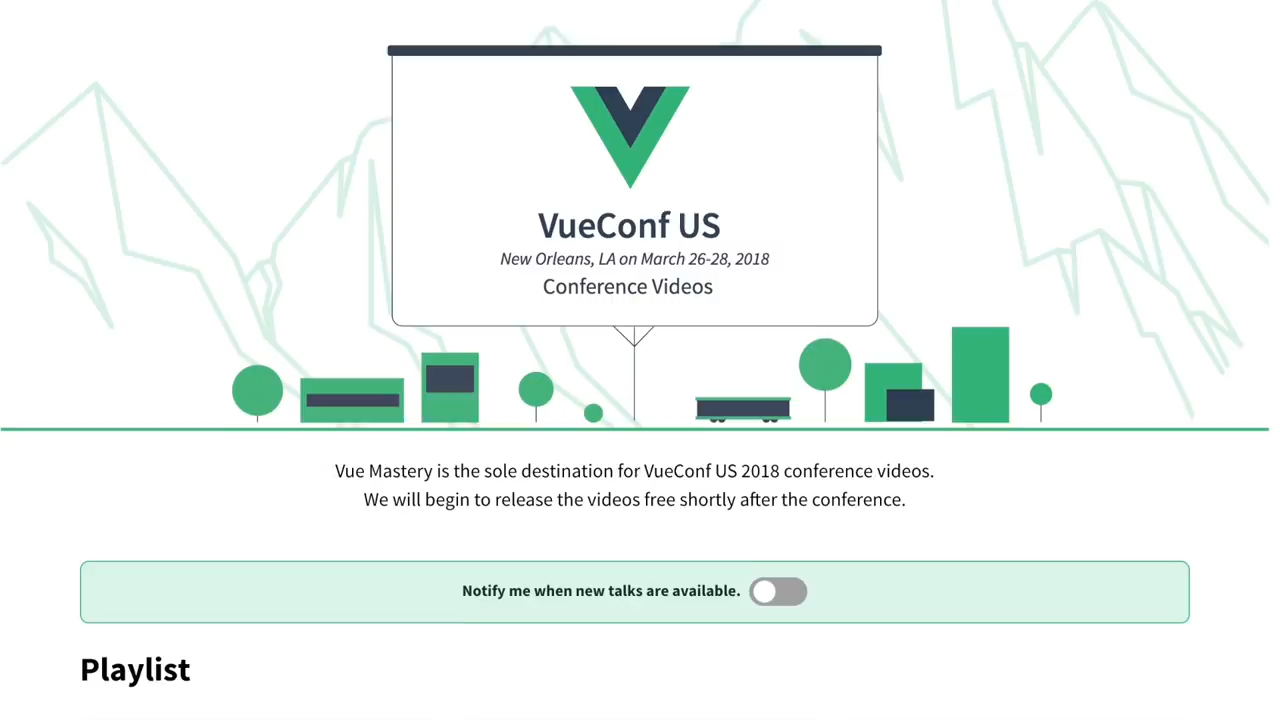 VueConf US
New Orleans, LA on March 26-28, 2018
Conference Videos
Vue Mastery is the sole destination for VueConf US 2018 conference videos.
We will begin to release the videos free shortly after the conference.
Notify me when new talks are available.
Playlist